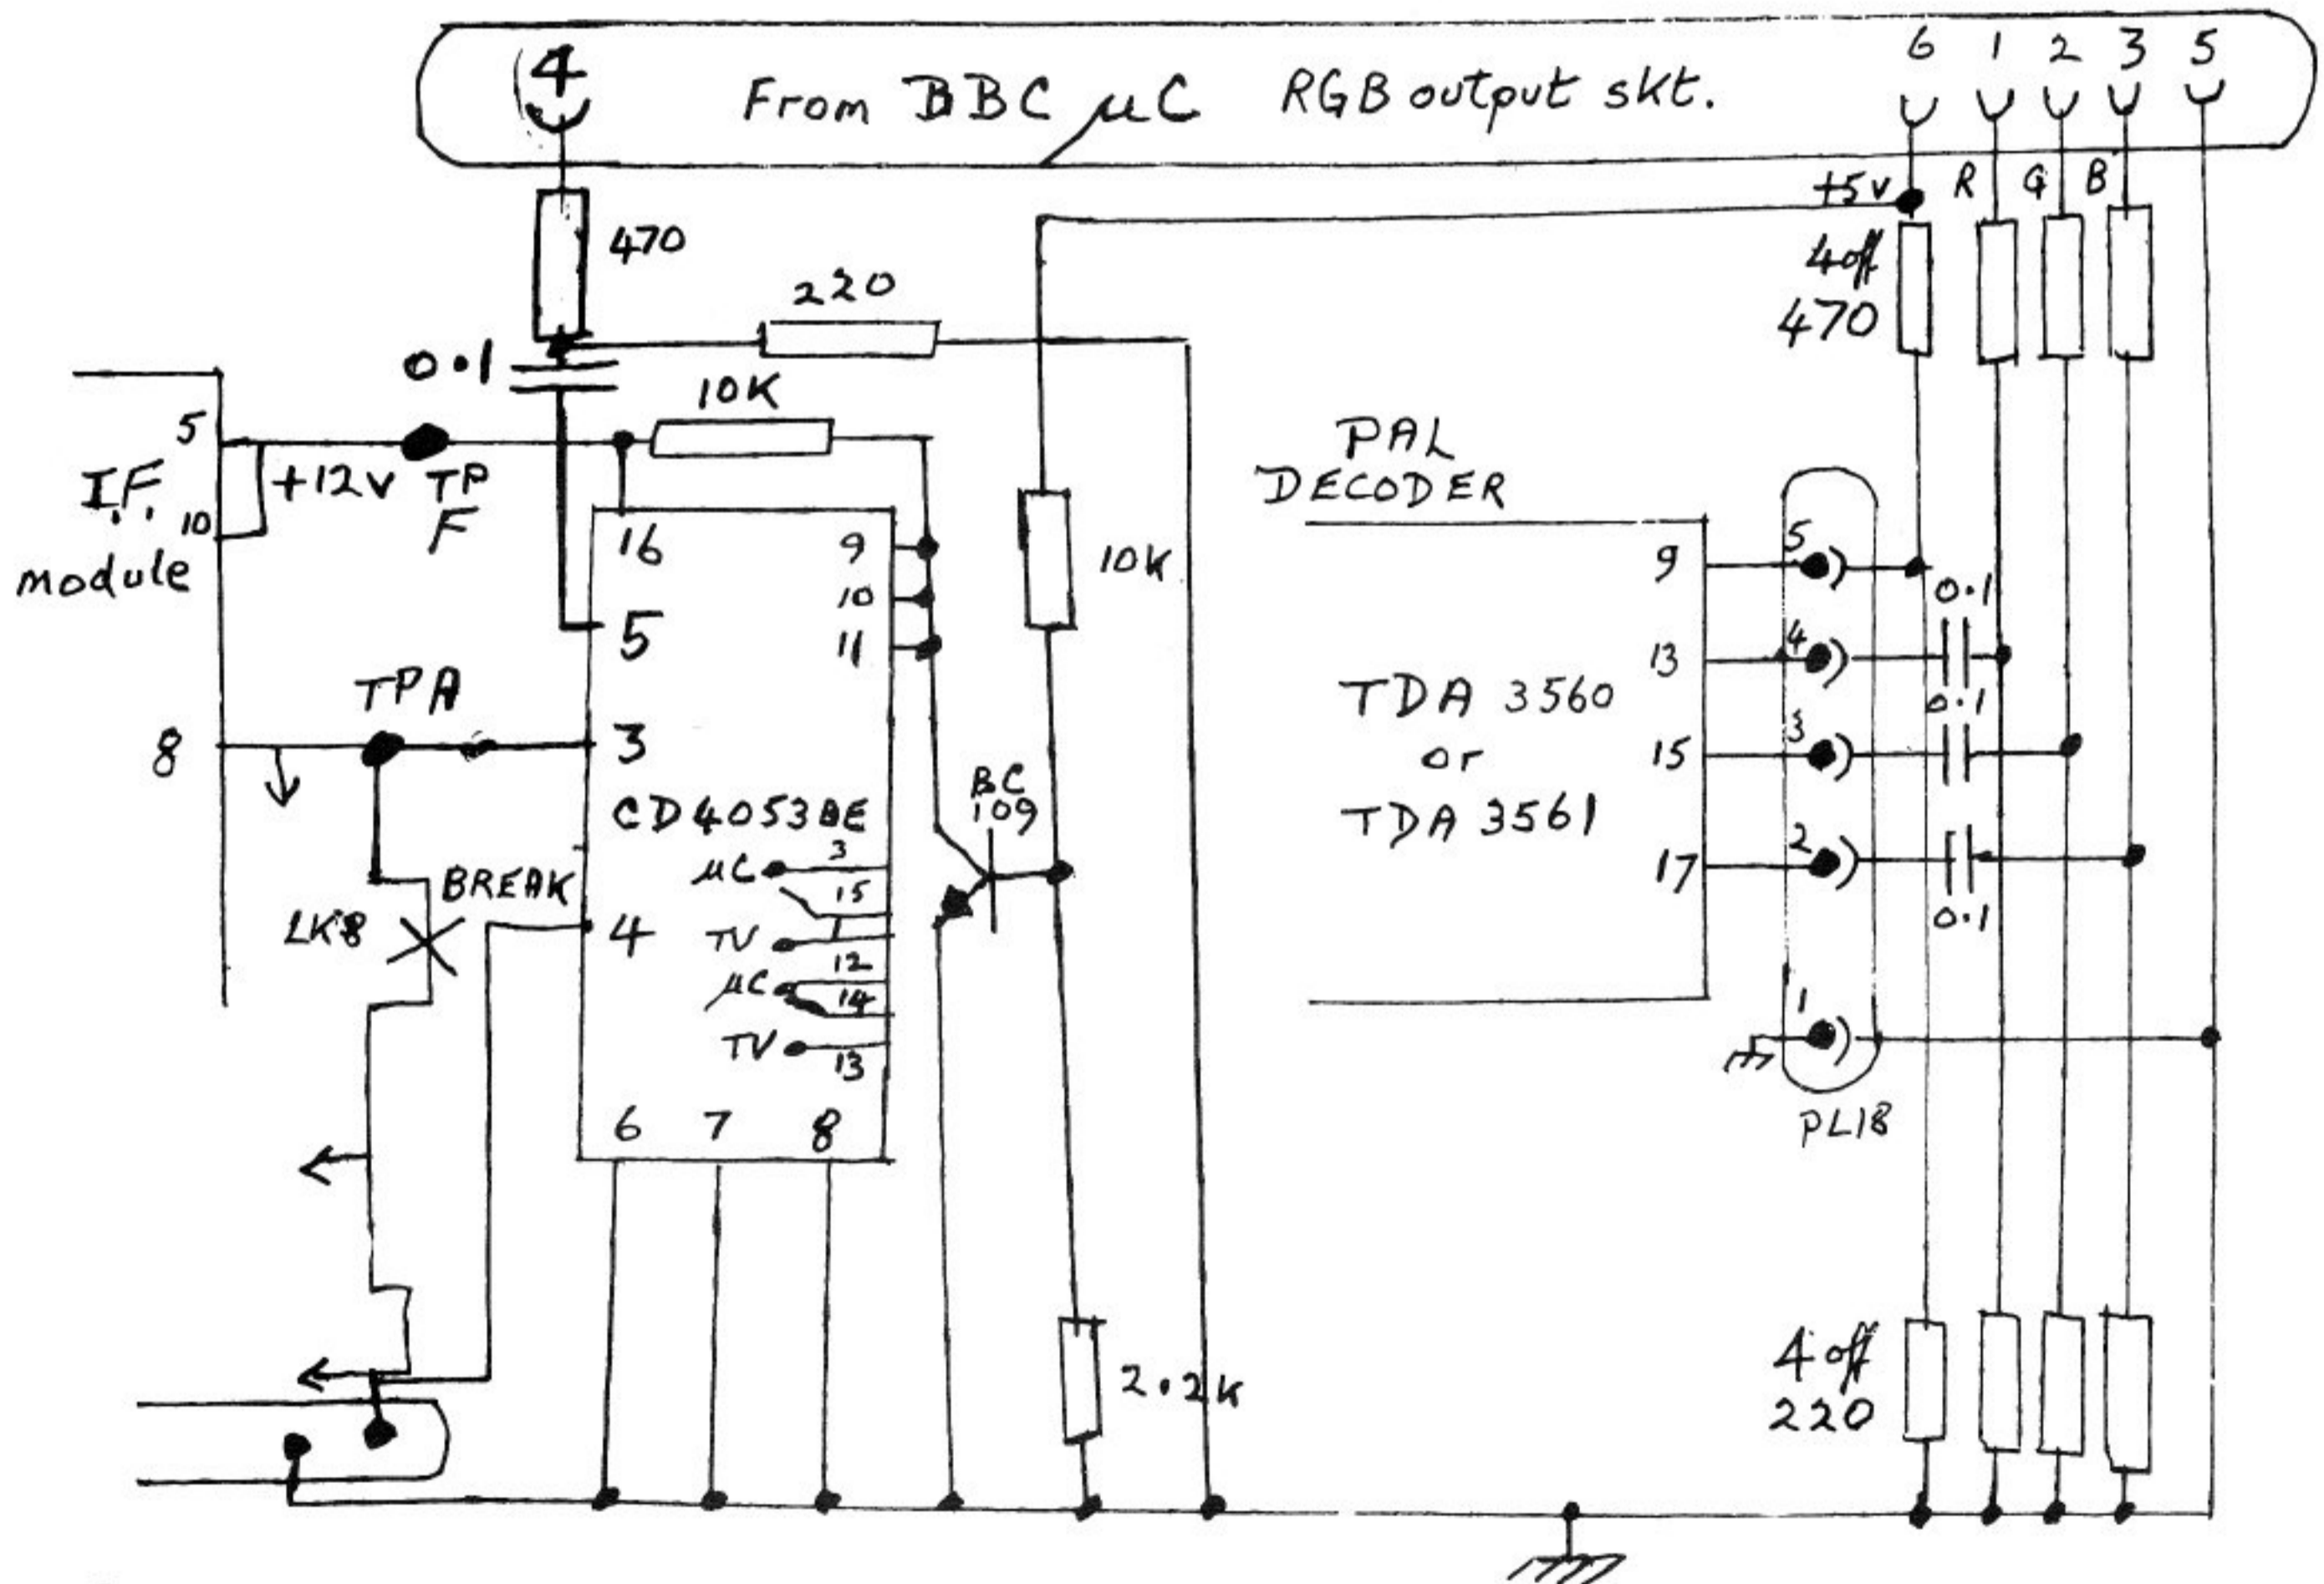 4 From BBC µC RGB output skt. 6 1 2 3 5
+5v R G B
470
4 off
470
220
0.1
10K
5
I.F.
10
module
+12v TP
F
PAL
DECODER
16
5
9
10
11
10K
9 5
0.1
13 4
0.1
TPA
8
3
TDA 3560
or
TDA 3561
15 3
17 2
0.1
BC
109
CD4053BE
µC 3
15
TV 1
12
µC 14
TV 13
BREAK
LK8
4
1
PL18
6 7 8
2.2K
4 off
220